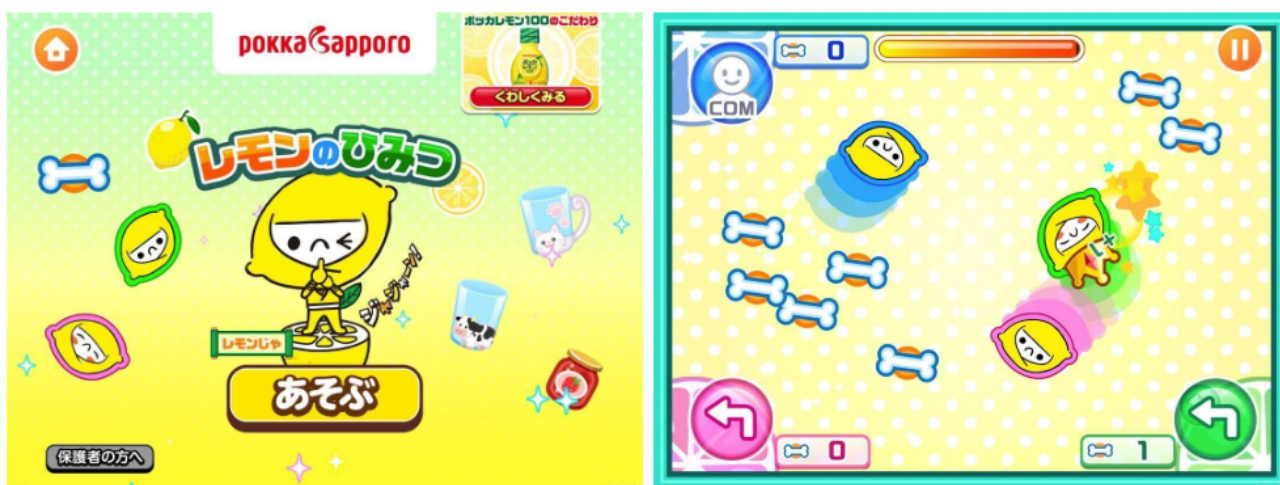 pokka sapporo
ポッカレモン100のこだわり
くわしくみる
レモンのひみつ
ジャジャーン!
レモンじゃ
あそぶ
保護者の方へ
0
COM
0
1